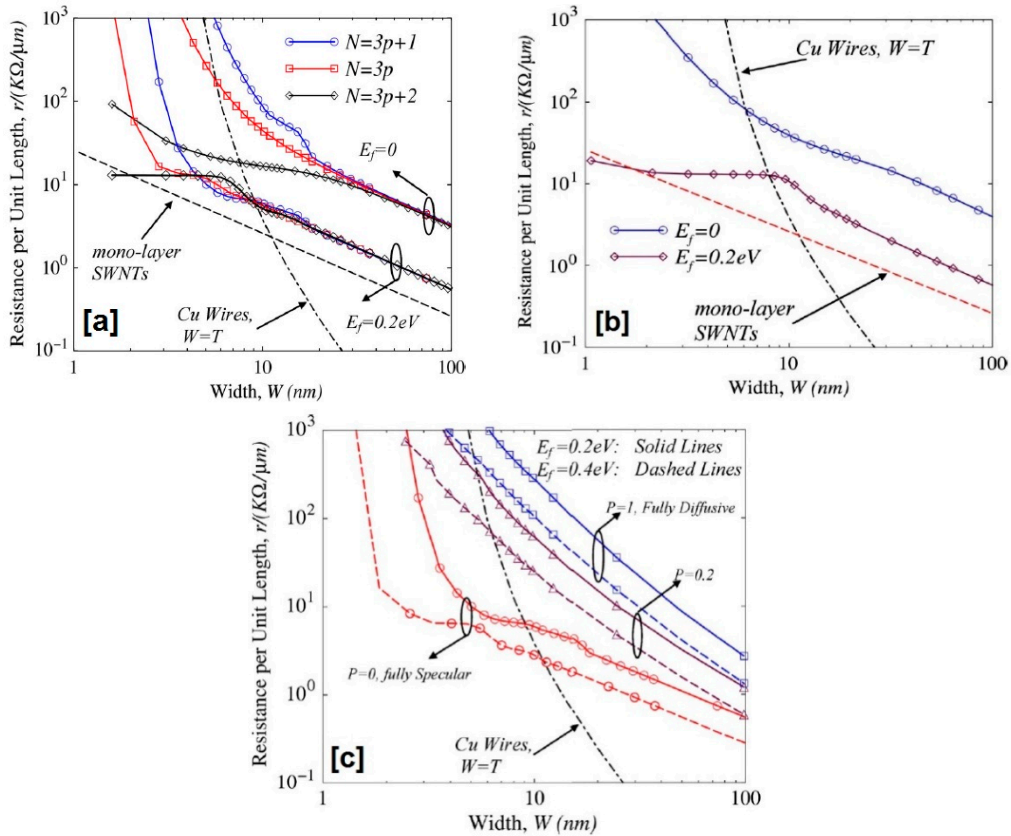 Resistance per Unit Length, r/(KΩ/μm)
10³
10²
10¹
10⁰
10⁻¹
N=3p+1
N=3p
N=3p+2
E_f=0
mono-layer
SWNTs
Cu Wires,
W=T
E_f=0.2eV
[a]
1
10
100
Width, W (nm)
Resistance per Unit Length, r/(KΩ/μm)
10³
10²
10¹
10⁰
10⁻¹
Cu Wires, W=T
E_f=0
E_f=0.2eV
mono-layer
SWNTs
[b]
1
10
100
Width, W (nm)
Resistance per Unit Length, r/(KΩ/μm)
10³
10²
10¹
10⁰
10⁻¹
E_f=0.2eV: Solid Lines
E_f=0.4eV: Dashed Lines
P=1, Fully Diffusive
P=0.2
P=0, fully Specular
Cu Wires,
W=T
[c]
1
10
100
Width, W (nm)